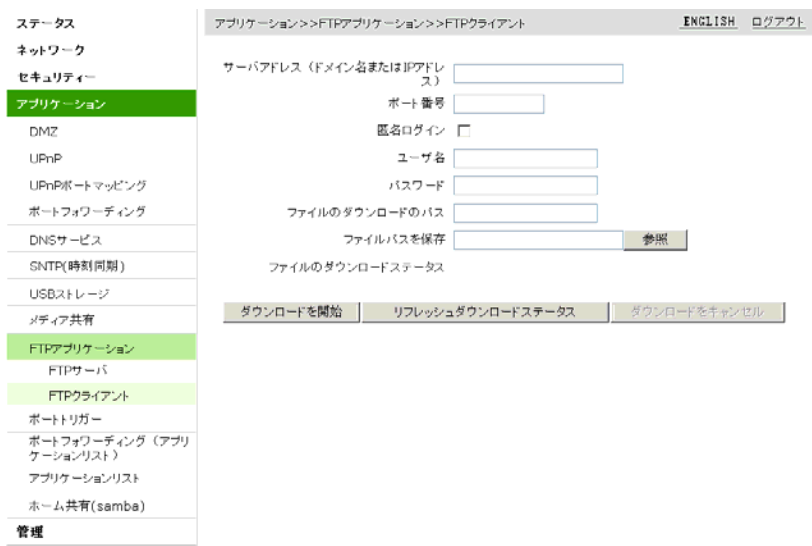 ステータス
ネットワーク
セキュリティー
アプリケーション
DMZ
UPnP
UPnPポートマッピング
ポートフォワーディング
DNSサービス
SNTP(時刻同期)
USBストレージ
メディア共有
FTPアプリケーション
FTPサーバ
FTPクライアント
ポートトリガー
ポートフォワーディング（アプリ
ケーションリスト）
アプリケーションリスト
ホーム共有(samba)
管理
アプリケーション>>FTPアプリケーション>>FTPクライアント
ENGLISH ログアウト
サーバアドレス（ドメイン名またはIPアドレ
ス）
ポート番号
匿名ログイン
ユーザ名
パスワード
ファイルのダウンロードのパス
ファイルパスを保存
参照
ファイルのダウンロードステータス
ダウンロードを開始
リフレッシュダウンロードステータス
ダウンロードをキャンセル